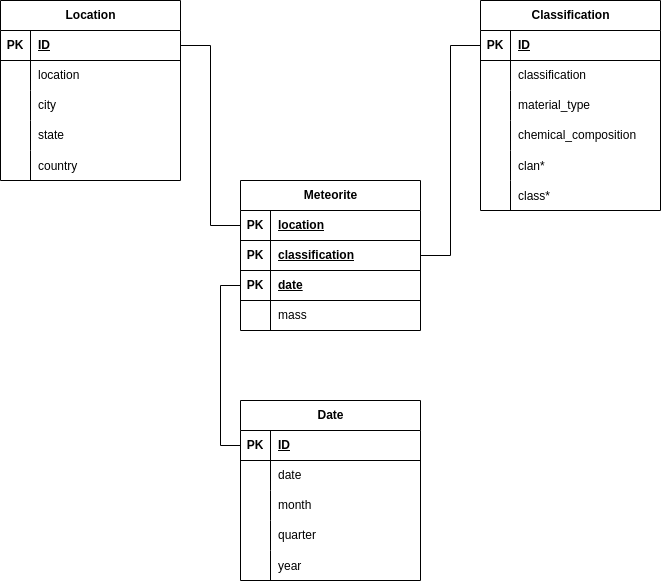 Location
PK ID
location
city
state
country
Classification
PK ID
classification
material_type
chemical_composition
clan*
class*
Meteorite
PK location
PK classification
PK date
mass
Date
PK ID
date
month
quarter
year